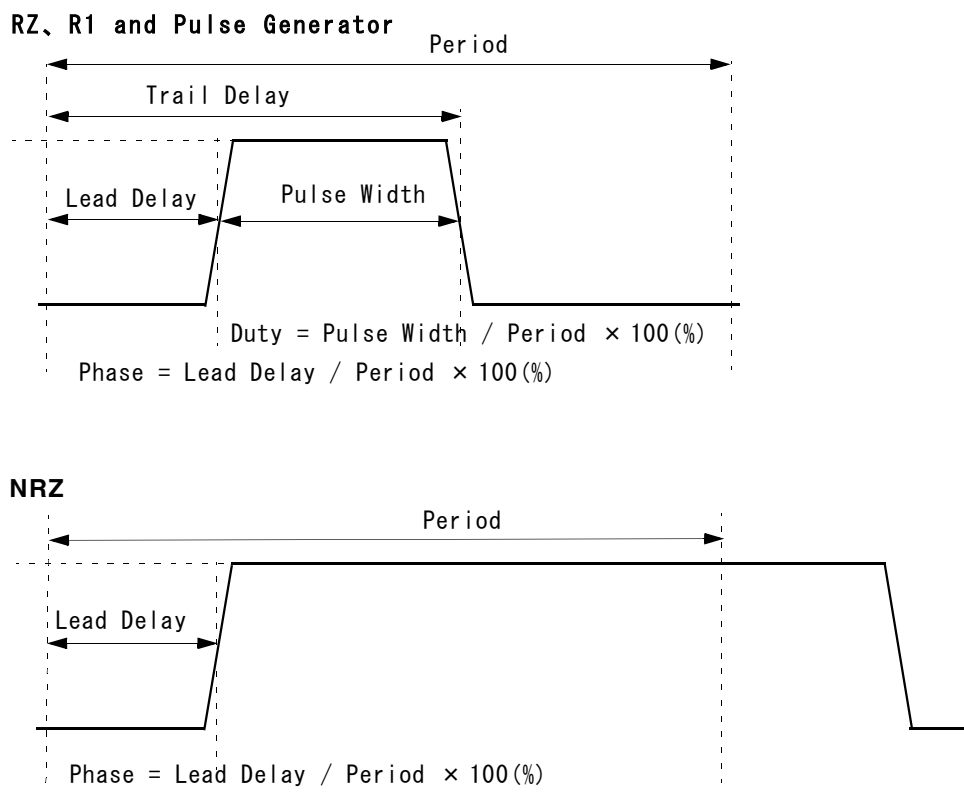 RZ、R1 and Pulse Generator
Period
Trail Delay
Lead Delay
Pulse Width
Duty = Pulse Width / Period × 100(%)
Phase = Lead Delay / Period × 100(%)
NRZ
Period
Lead Delay
Phase = Lead Delay / Period × 100(%)